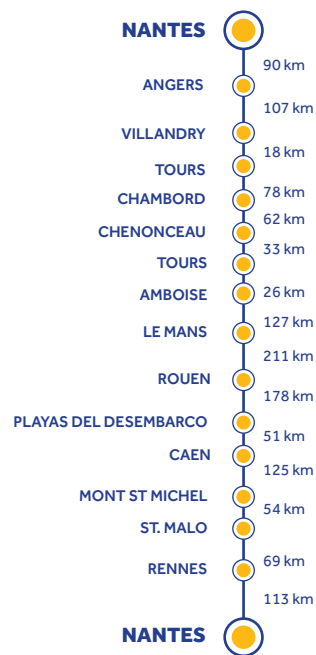 NANTES
90 km
ANGERS
107 km
VILLANDRY
18 km
TOURS
78 km
CHAMBORD
62 km
CHENONCEAU
33 km
TOURS
26 km
AMBOISE
127 km
LE MANS
211 km
ROUEN
178 km
PLAYAS DEL DESEMBARCO
51 km
CAEN
125 km
MONT ST MICHEL
54 km
ST. MALO
69 km
RENNES
113 km
NANTES